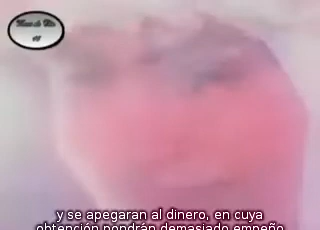 y se apegaran al dinero, en cuya
obtención pondrán demasiado empeño